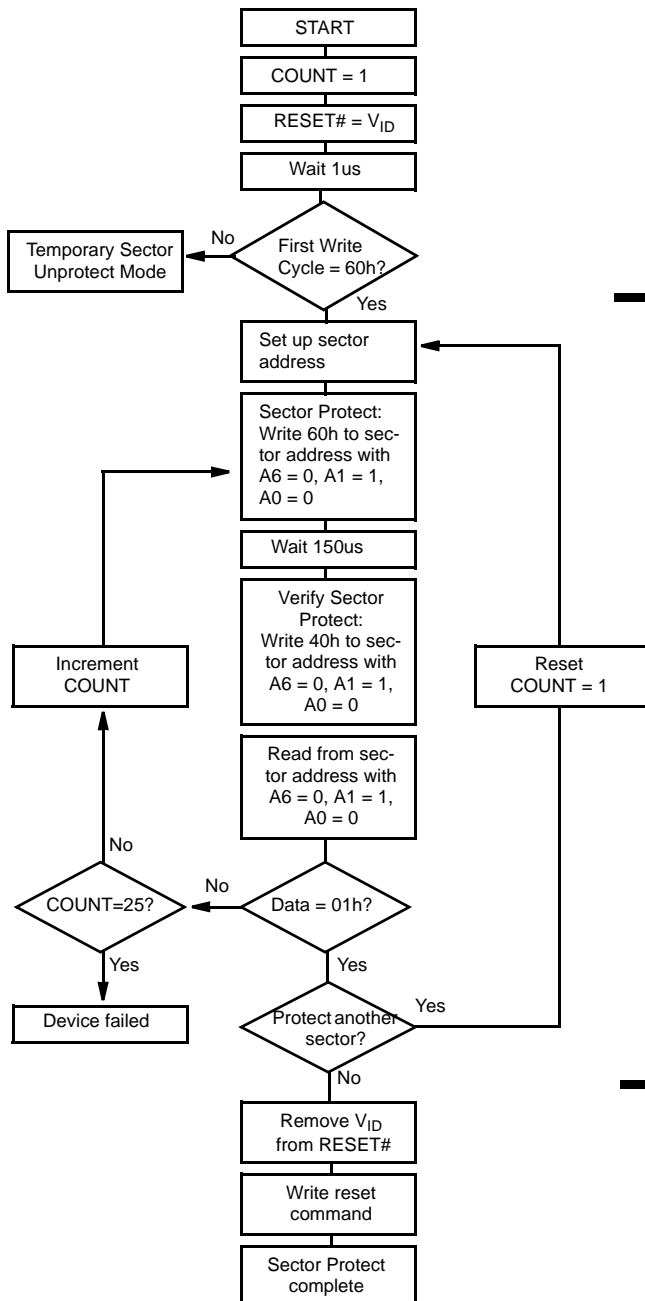 START
COUNT = 1
RESET# = VID
Wait 1us
First Write
Cycle = 60h?
No
Temporary Sector
Unprotect Mode
Yes
Set up sector
address
Sector Protect:
Write 60h to sec-
tor address with
A6 = 0, A1 = 1,
A0 = 0
Wait 150us
Verify Sector
Protect:
Write 40h to sec-
tor address with
A6 = 0, A1 = 1,
A0 = 0
Increment
COUNT
Reset
COUNT = 1
Read from sec-
tor address with
A6 = 0, A1 = 1,
A0 = 0
No
COUNT=25?
No
Data = 01h?
Yes
Yes
Device failed
Protect another
sector?
Yes
No
Remove VID
from RESET#
Write reset
command
Sector Protect
complete